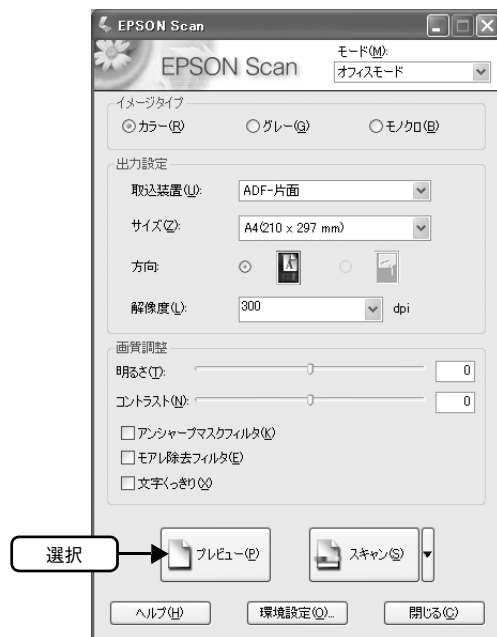 EPSON Scan
EPSON Scan
モード(M):
オフィスモード
イメージタイプ
カラー(R) グレー(G) モノクロ(B)
出力設定
取込装置(U): ADF-片面
サイズ(Z): A4(210 x 297 mm)
方向:
解像度(L): 300 dpi
画質調整
明るさ(T): 0
コントラスト(N): 0
アンシャープマスクフィルタ(K)
モアレ除去フィルタ(E)
文字くっきり(X)
選択 プレビュー(P) スキャン(S)
ヘルプ(H) 環境設定(O)... 閉じる(C)